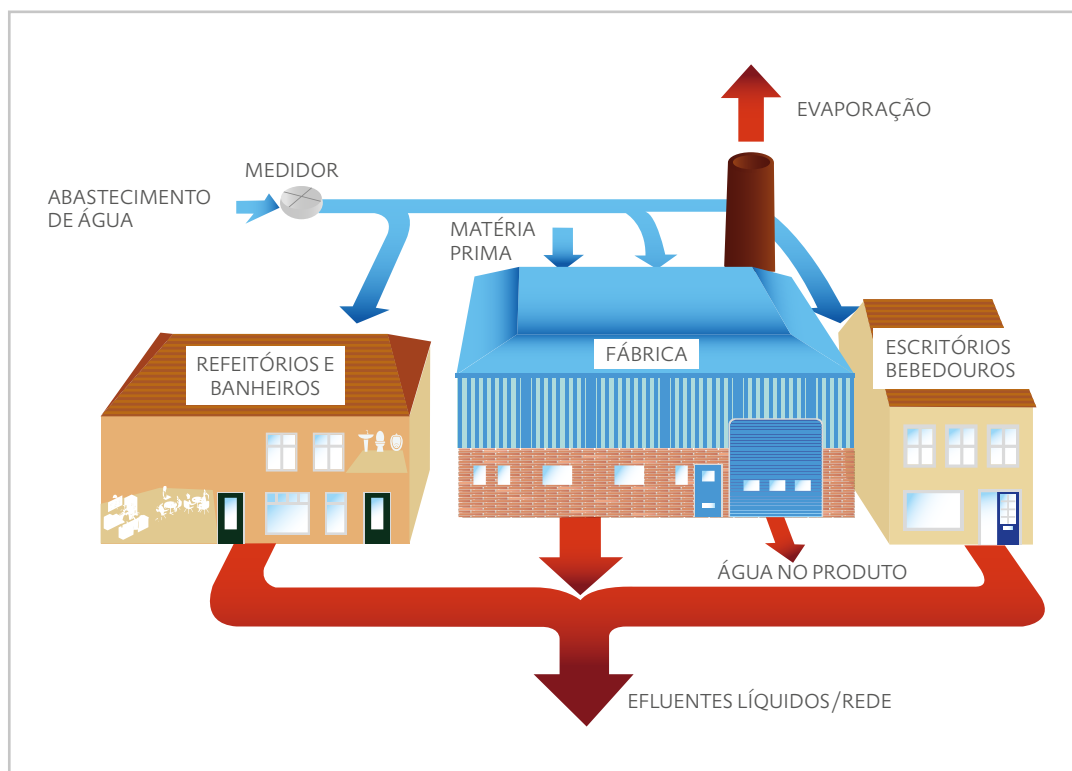 EVAPORAÇÃO
MEDIDOR
ABASTECIMENTO
DE ÁGUA
MATÉRIA
PRIMA
REFEITÓRIOS E
BANHEIROS
FÁBRICA
ESCRITÓRIOS
BEBEDOUROS
ÁGUA NO PRODUTO
EFLUENTES LÍQUIDOS/REDE